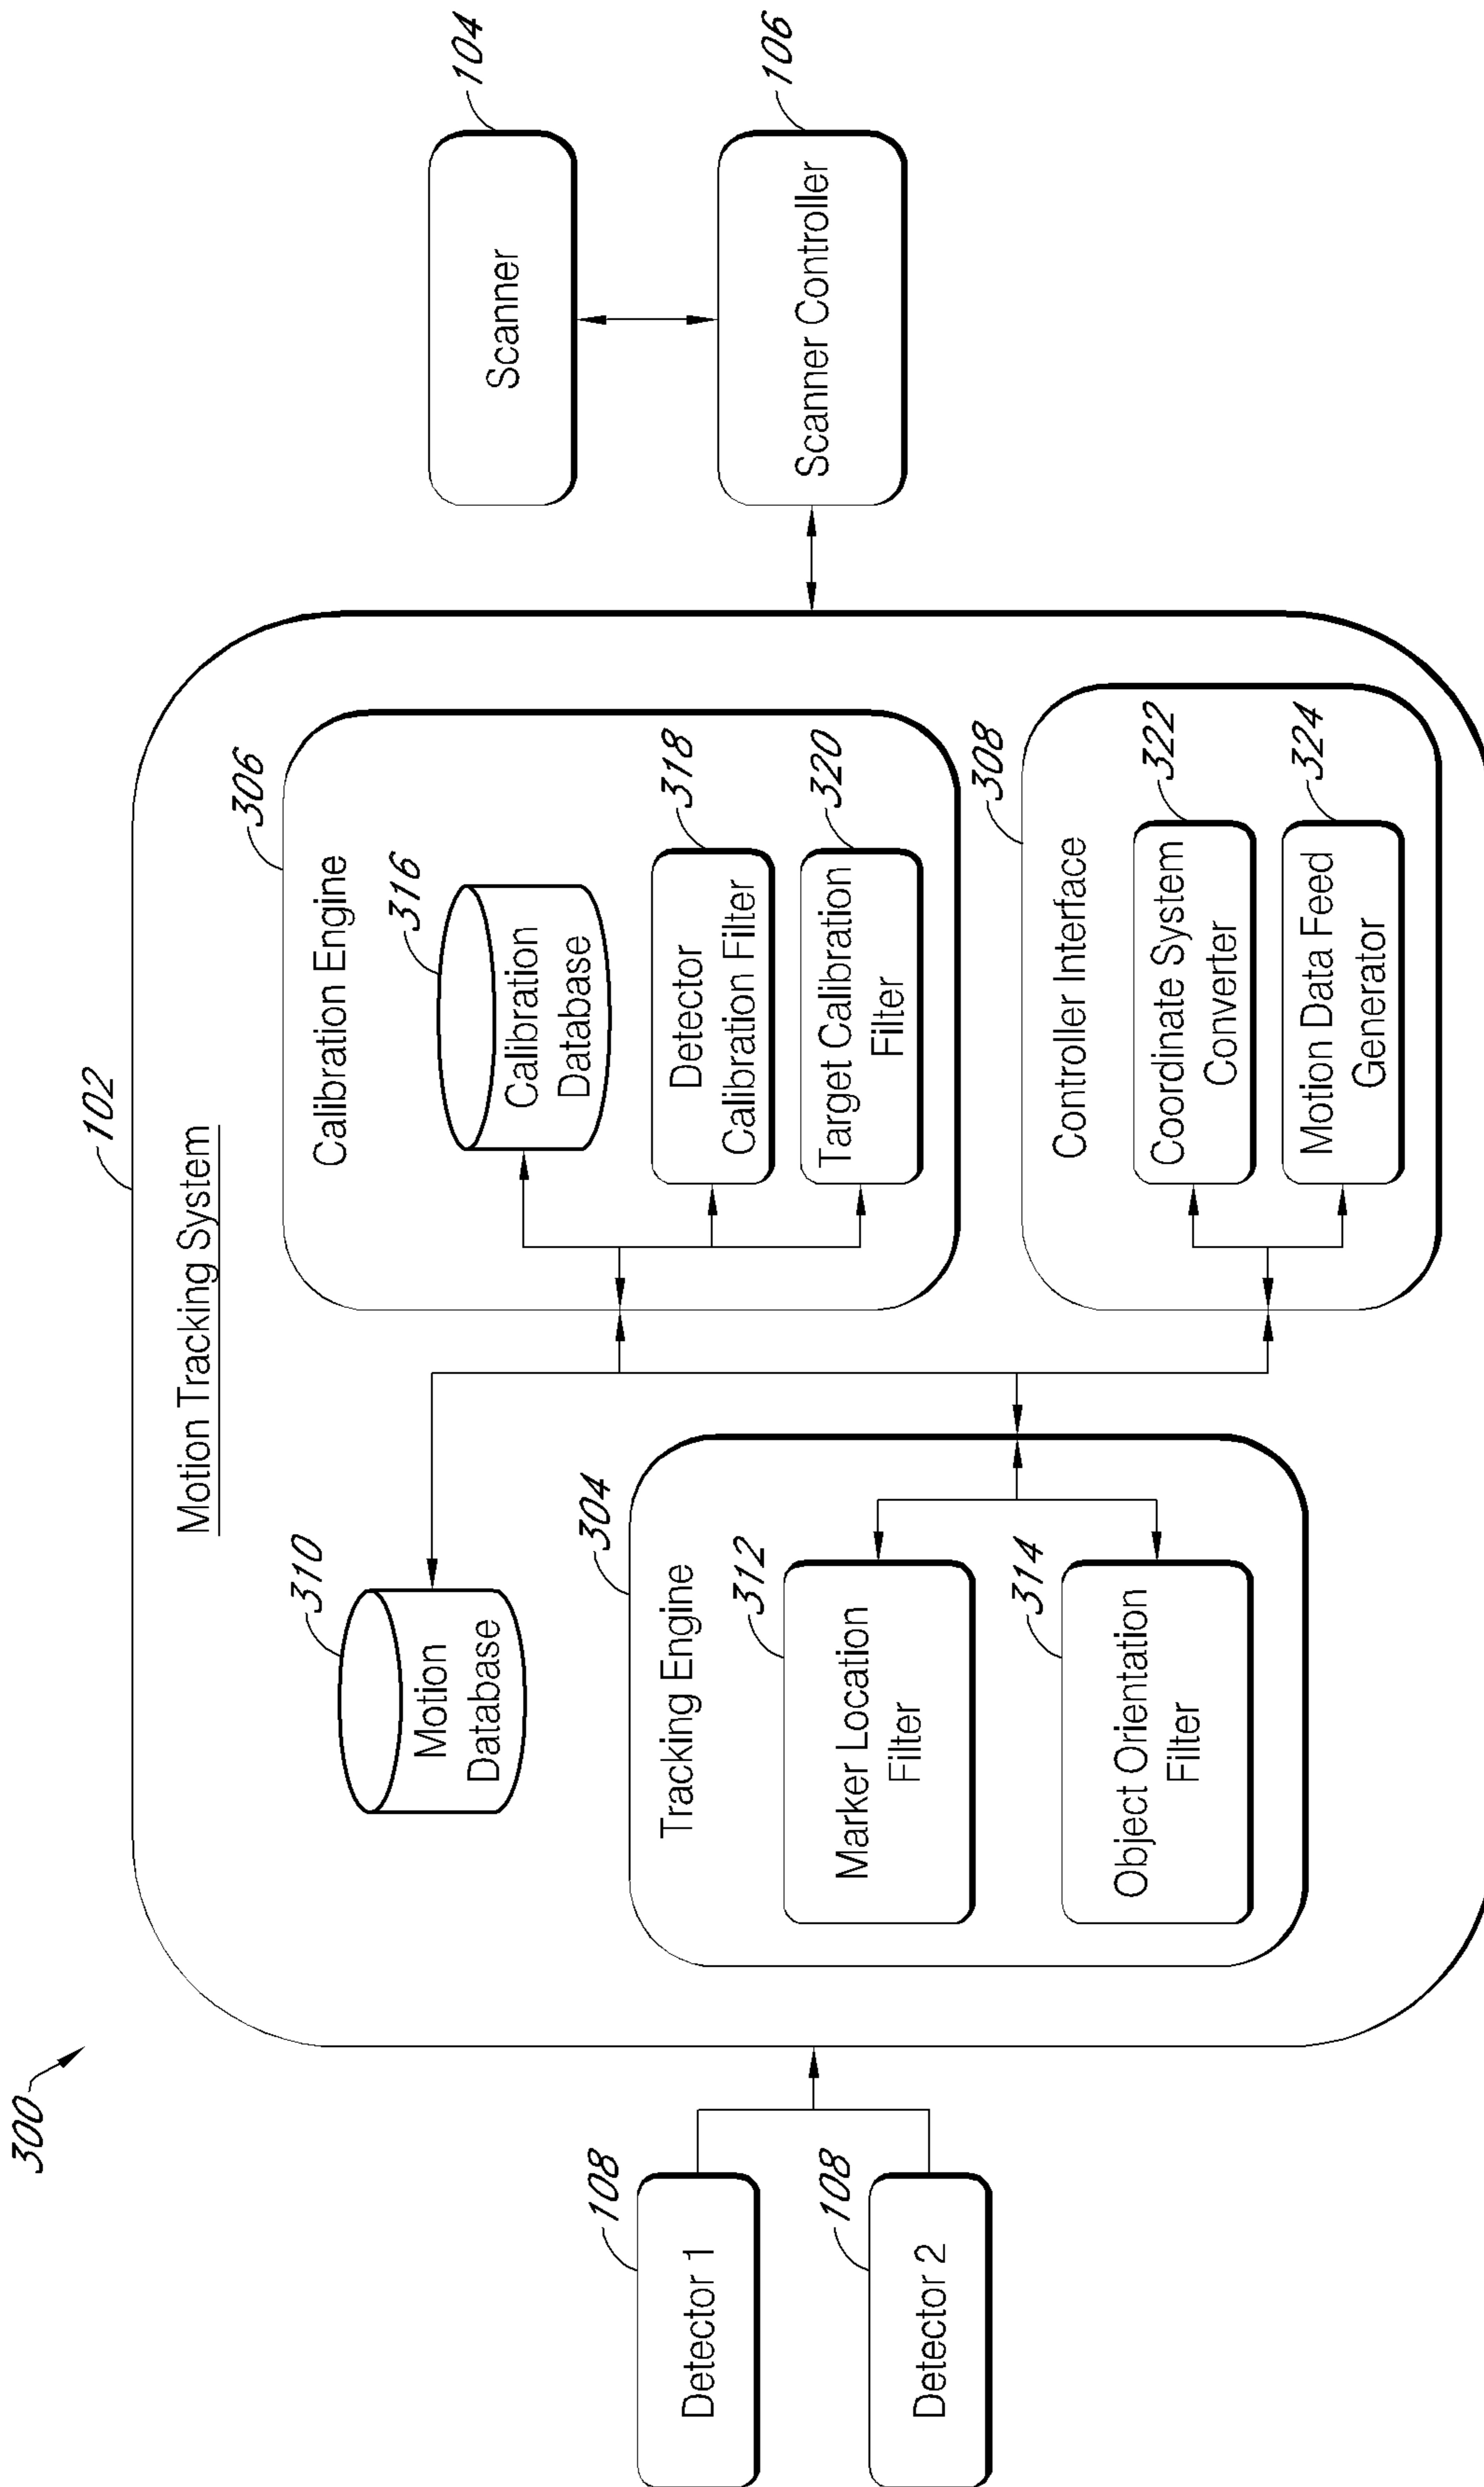 300
102
Motion Tracking System
108
Detector 1
108
Detector 2
310
Motion
Database
304
Tracking Engine
312
Marker Location
Filter
314
Object Orientation
Filter
306
Calibration Engine
316
Calibration
Database
318
Detector
Calibration Filter
320
Target Calibration
Filter
308
Controller Interface
322
Coordinate System
Converter
324
Motion Data Feed
Generator
104
Scanner
106
Scanner Controller